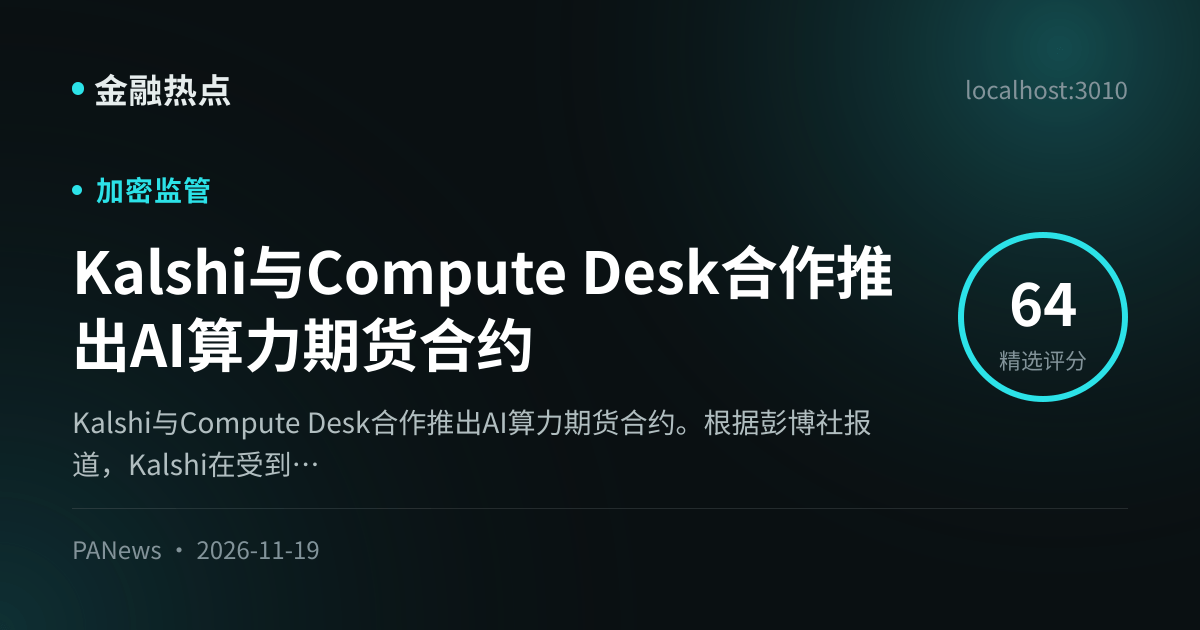 金融热点
localhost:3010
加密监管
Kalshi与Compute Desk合作推
出AI算力期货合约
64
精选评分
Kalshi与Compute Desk合作推出AI算力期货合约。根据彭博社报
道，Kalshi在受到…
PANews • 2026-11-19